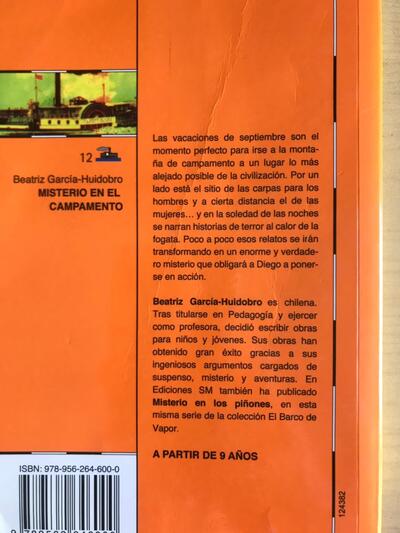 12
Beatriz García-Huidobro
MISTERIO EN EL
CAMPAMENTO
Las vacaciones de septiembre son el
momento perfecto para irse a la monta-
ña de campamento a un lugar lo más
alejado posible de la civilización. Por un
lado está el sitio de las carpas para los
hombres y a cierta distancia el de las
mujeres... y en la soledad de las noches
se narran historias de terror al calor de la
fogata. Poco a poco esos relatos se irán
transformando en un enorme y verdade-
ro misterio que obligará a Diego a poner-
se en acción.
Beatriz García-Huidobro es chilena.
Tras titularse en Pedagogía y ejercer
como profesora, decidió escribir obras
para niños y jóvenes. Sus obras han
obtenido gran éxito gracias a sus
ingeniosos argumentos cargados de
suspenso, misterio y aventuras. En
Ediciones SM también ha publicado
Misterio en los piñones, en esta
misma serie de la colección El Barco de
Vapor.
A PARTIR DE 9 AÑOS
ISBN: 978-956-264-600-0
124382